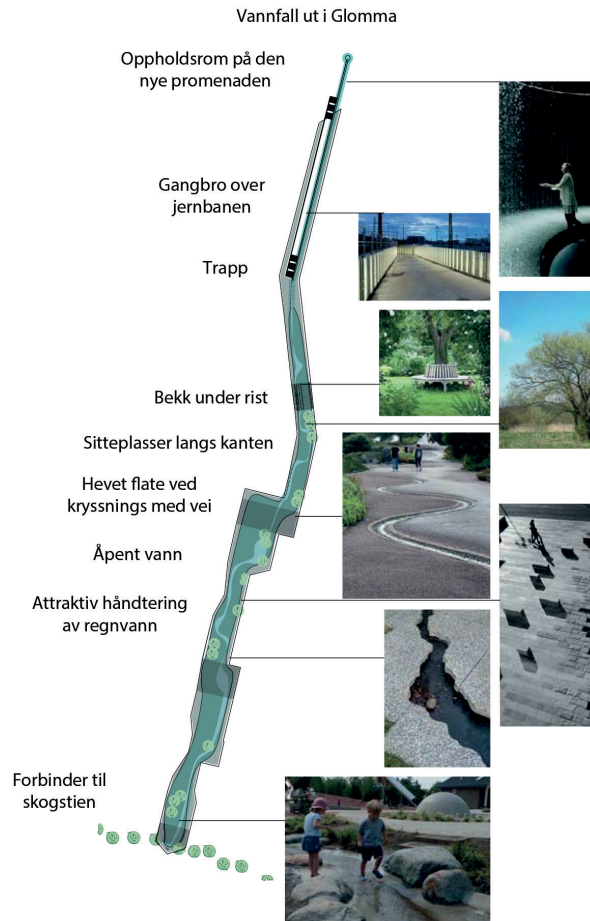 Vannfall ut i Glomma
Oppholdsrom på den
nye promenaden
Gangbro over
jernbanen
Trapp
Bekk under rist
Sitteplasser langs kanten
Hevet flate ved
kryssnings med vei
Åpent vann
Attraktiv håndtering
av regnvann
Forbinder til
skogstien